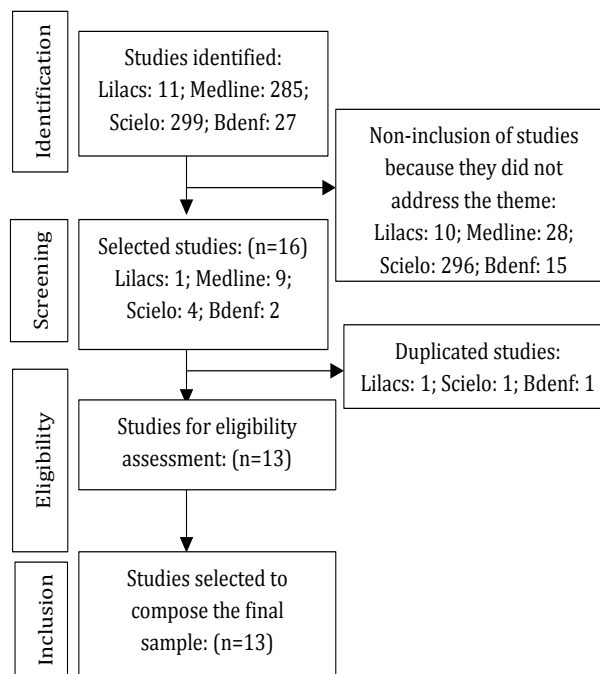 Identification
Studies identified:
Lilacs: 11; Medline: 285;
Scielo: 299; Bdenf: 27
Non-inclusion of studies
because they did not
address the theme:
Lilacs: 10; Medline: 28;
Scielo: 296; Bdenf: 15
Screening
Selected studies: (n=16)
Lilacs: 1; Medline: 9;
Scielo: 4; Bdenf: 2
Duplicated studies:
Lilacs: 1; Scielo: 1; Bdenf: 1
Eligibility
Studies for eligibility
assessment: (n=13)
Inclusion
Studies selected to
compose the final
sample: (n=13)